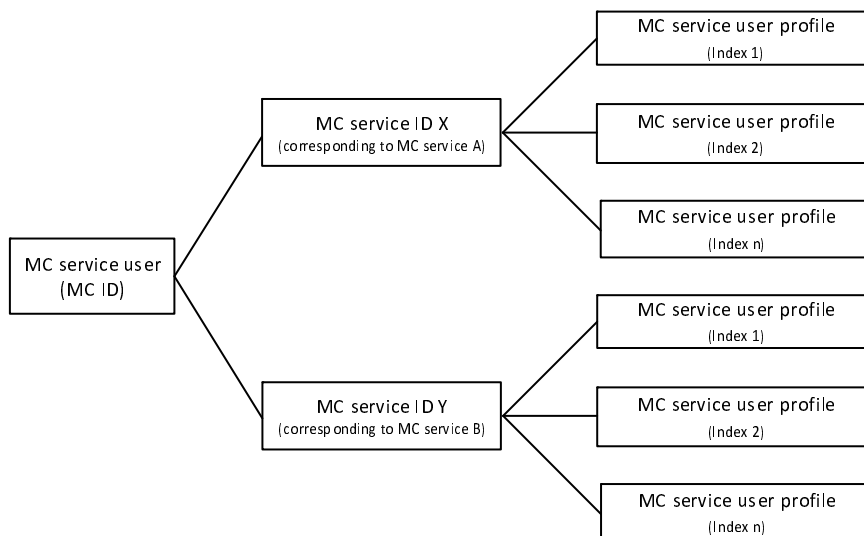 MC service user profile
(Index 1)
MC service ID X
(corresponding to MC service A)
MC service user profile
(Index 2)
MC service user profile
(Index n)
MC service user
(MC ID)
MC service user profile
(Index 1)
MC service ID Y
(corresponding to MC service B)
MC service user profile
(Index 2)
MC service user profile
(Index n)